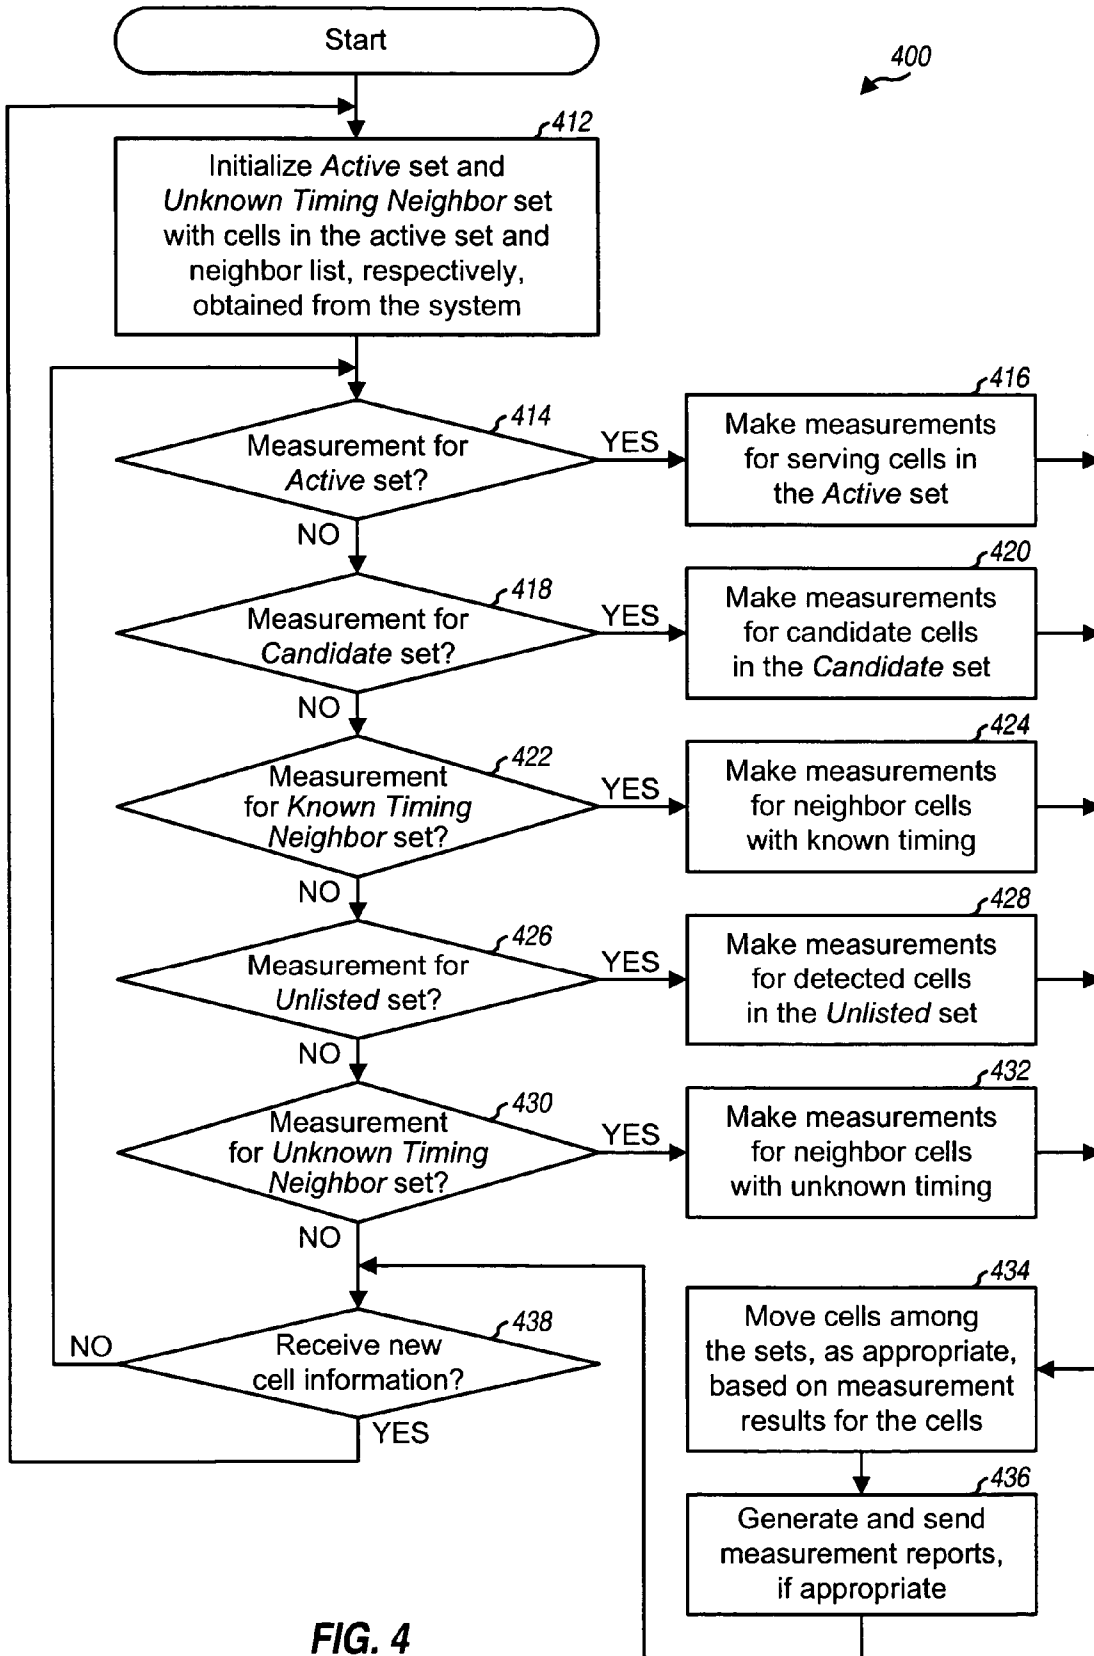 Start
400
412
Initialize Active set and
Unknown Timing Neighbor set
with cells in the active set and
neighbor list, respectively,
obtained from the system
414
Measurement for
Active set?
YES
NO
416
Make measurements
for serving cells in
the Active set
418
Measurement for
Candidate set?
YES
NO
420
Make measurements
for candidate cells
in the Candidate set
422
Measurement
for Known Timing
Neighbor set?
YES
NO
424
Make measurements
for neighbor cells
with known timing
426
Measurement for
Unlisted set?
YES
NO
428
Make measurements
for detected cells
in the Unlisted set
430
Measurement
for Unknown Timing
Neighbor set?
YES
NO
432
Make measurements
for neighbor cells
with unknown timing
434
Move cells among
the sets, as appropriate,
based on measurement
results for the cells
438
Receive new
cell information?
NO
YES
436
Generate and send
measurement reports,
if appropriate
FIG. 4